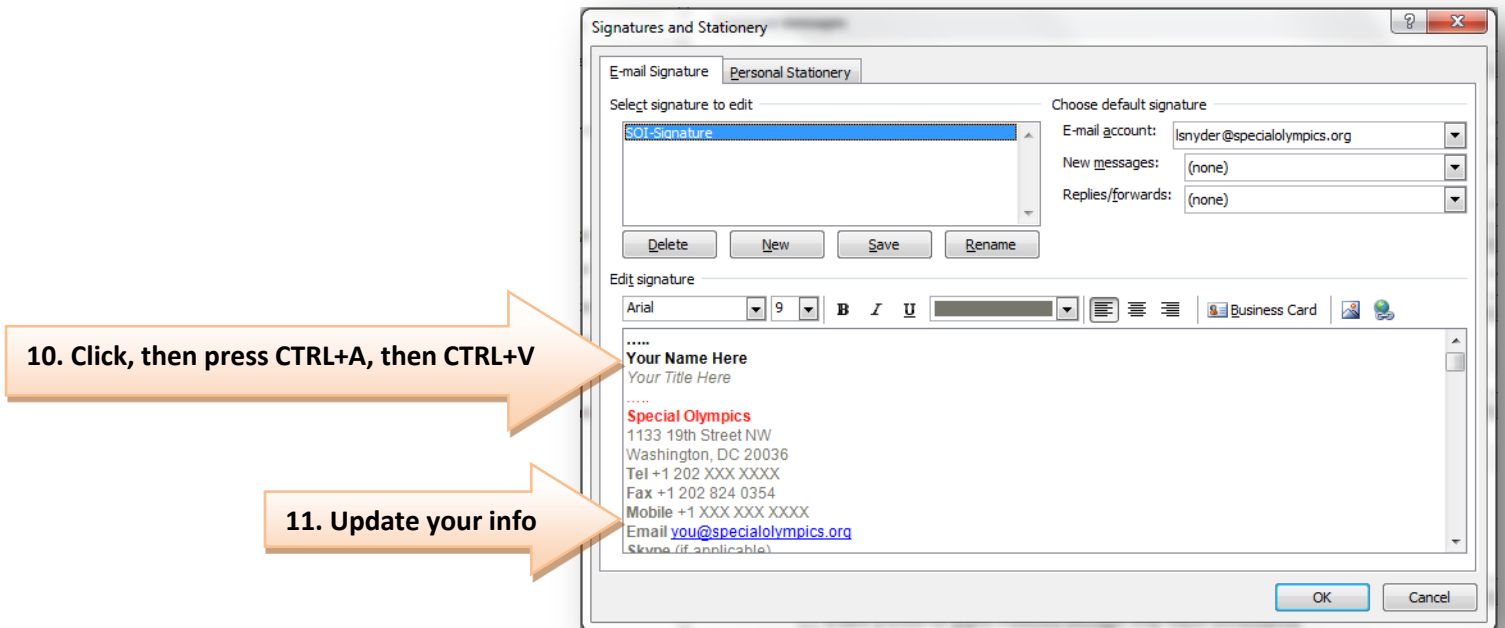 Signatures and Stationery
E-mail Signature Personal Stationery
Select signature to edit
SOI-Signature
Delete New Save Rename
Choose default signature
E-mail account: lsnyder@specialolympics.org
New messages: (none)
Replies/forwards: (none)
Edit signature
Arial 9 B I U Business Card
10. Click, then press CTRL+A, then CTRL+V
.....
Your Name Here
Your Title Here
.....
Special Olympics
1133 19th Street NW
Washington, DC 20036
Tel +1 202 XXX XXXX
Fax +1 202 824 0354
Mobile +1 XXX XXX XXXX
11. Update your info
Email you@specialolympics.org
Skype (if applicable)
OK Cancel